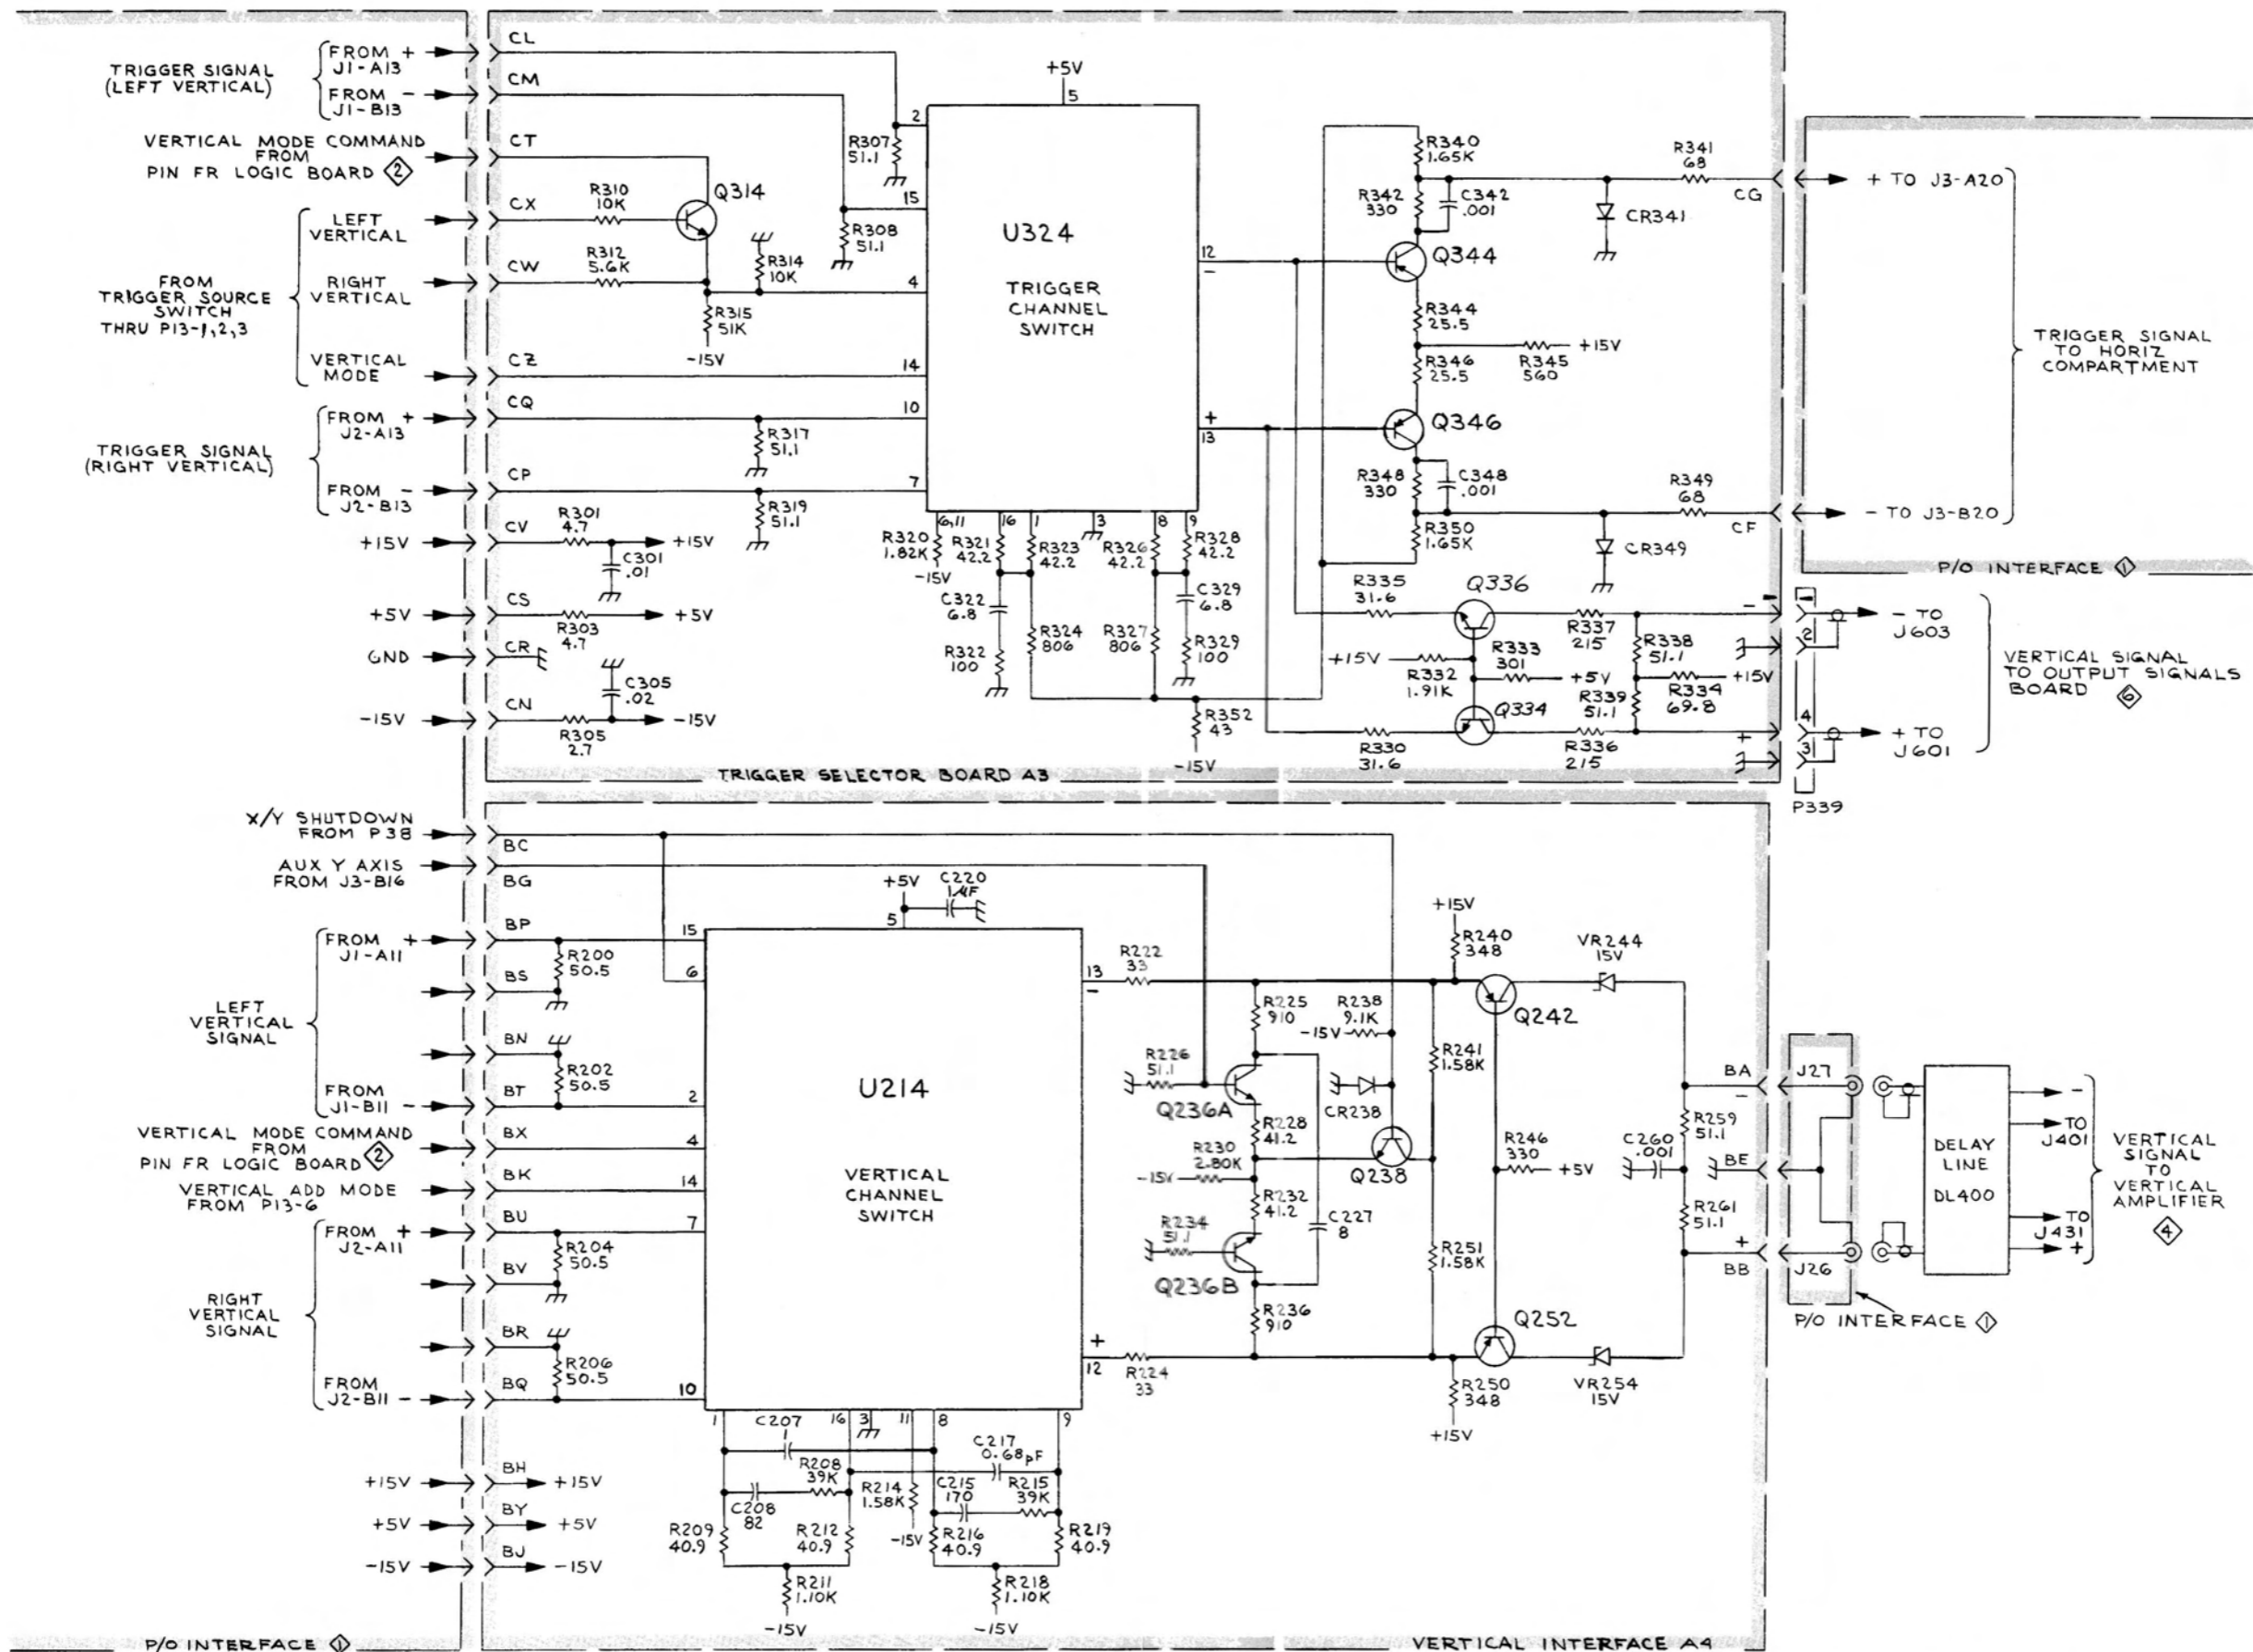 TRIGGER SIGNAL
(LEFT VERTICAL)
FROM +
J1-A13
FROM -
J1-B13
VERTICAL MODE COMMAND
FROM
PIN FR LOGIC BOARD 2
FROM
TRIGGER SOURCE
SWITCH
THRU P13-1,2,3
LEFT
VERTICAL
RIGHT
VERTICAL
VERTICAL
MODE
TRIGGER SIGNAL
(RIGHT VERTICAL)
FROM +
J2-A13
FROM -
J2-B13
+15V
+5V
GND
-15V
CL
CM
CT
CX
CW
CZ
CQ
CP
CV
CS
CR
CN
R310
10K
Q314
R312
5.6K
R314
10K
R315
51K
-15V
R307
51.1
R308
51.1
R317
51.1
R319
51.1
R301
4.7
+15V
C301
.01
R303
4.7
+5V
C305
.02
R305
2.7
-15V
+5V
5
2
15
4
14
10
7
U324
TRIGGER
CHANNEL
SWITCH
12
-
+
13
6,11
16
1
3
8
9
R320
1.82K
-15V
R321
42.2
R323
42.2
R326
42.2
R328
42.2
C322
6.8
C329
6.8
R322
100
R324
806
R327
806
R329
100
R352
43
-15V
R340
1.65K
R342
330
C342
.001
Q344
R344
25.5
R346
25.5
R345
560
+15V
Q346
R348
330
C348
.001
R350
1.65K
R341
68
CR341
CG
R349
68
CR349
CF
R335
31.6
Q336
R337
215
R338
51.1
+15V
R332
1.91K
R333
301
+5V
R339
51.1
R334
69.8
+15V
Q334
R330
31.6
R336
215
-
+
1
2
4
3
P339
+ TO J3-A20
- TO J3-B20
TRIGGER SIGNAL
TO HORIZ
COMPARTMENT
P/O INTERFACE 1
- TO
J603
+ TO
J601
VERTICAL SIGNAL
TO OUTPUT SIGNALS
BOARD 6
TRIGGER SELECTOR BOARD A3
X/Y SHUTDOWN
FROM P38
AUX Y AXIS
FROM J3-B16
LEFT
VERTICAL
SIGNAL
FROM +
J1-A11
FROM
J1-B11 -
VERTICAL MODE COMMAND
FROM
PIN FR LOGIC BOARD 2
VERTICAL ADD MODE
FROM P13-6
RIGHT
VERTICAL
SIGNAL
FROM +
J2-A11
FROM
J2-B11 -
+15V
+5V
-15V
BC
BG
BP
BS
BN
BT
BX
BK
BU
BV
BR
BQ
BH
+15V
BY
+5V
BJ
-15V
R200
50.5
R202
50.5
R204
50.5
R206
50.5
+5V
C220
1µF
5
15
6
2
4
14
7
10
U214
VERTICAL
CHANNEL
SWITCH
13
-
+
12
1
16
3
11
8
9
C207
1
R208
39K
C208
82
R209
40.9
R212
40.9
R211
1.10K
-15V
R214
1.58K
-15V
C217
0.68pF
C215
170
R215
39K
R216
40.9
R219
40.9
R218
1.10K
-15V
R222
33
R224
33
R225
910
R226
51.1
Q236A
R228
41.2
R230
2.80K
-15V
R232
41.2
R234
51.1
Q236B
R236
910
C227
8
R238
9.1K
-15V
CR238
Q238
+15V
R240
348
R241
1.58K
R251
1.58K
R250
348
+15V
Q242
R246
330
+5V
Q252
VR244
15V
VR254
15V
BA
-
R259
51.1
C260
.001
BE
R261
51.1
+
BB
J27
J26
P/O INTERFACE 1
DELAY
LINE
DL400
-
TO
J401
TO
J431
+
VERTICAL
SIGNAL
TO
VERTICAL
AMPLIFIER
4
P/O INTERFACE 1
VERTICAL INTERFACE A4